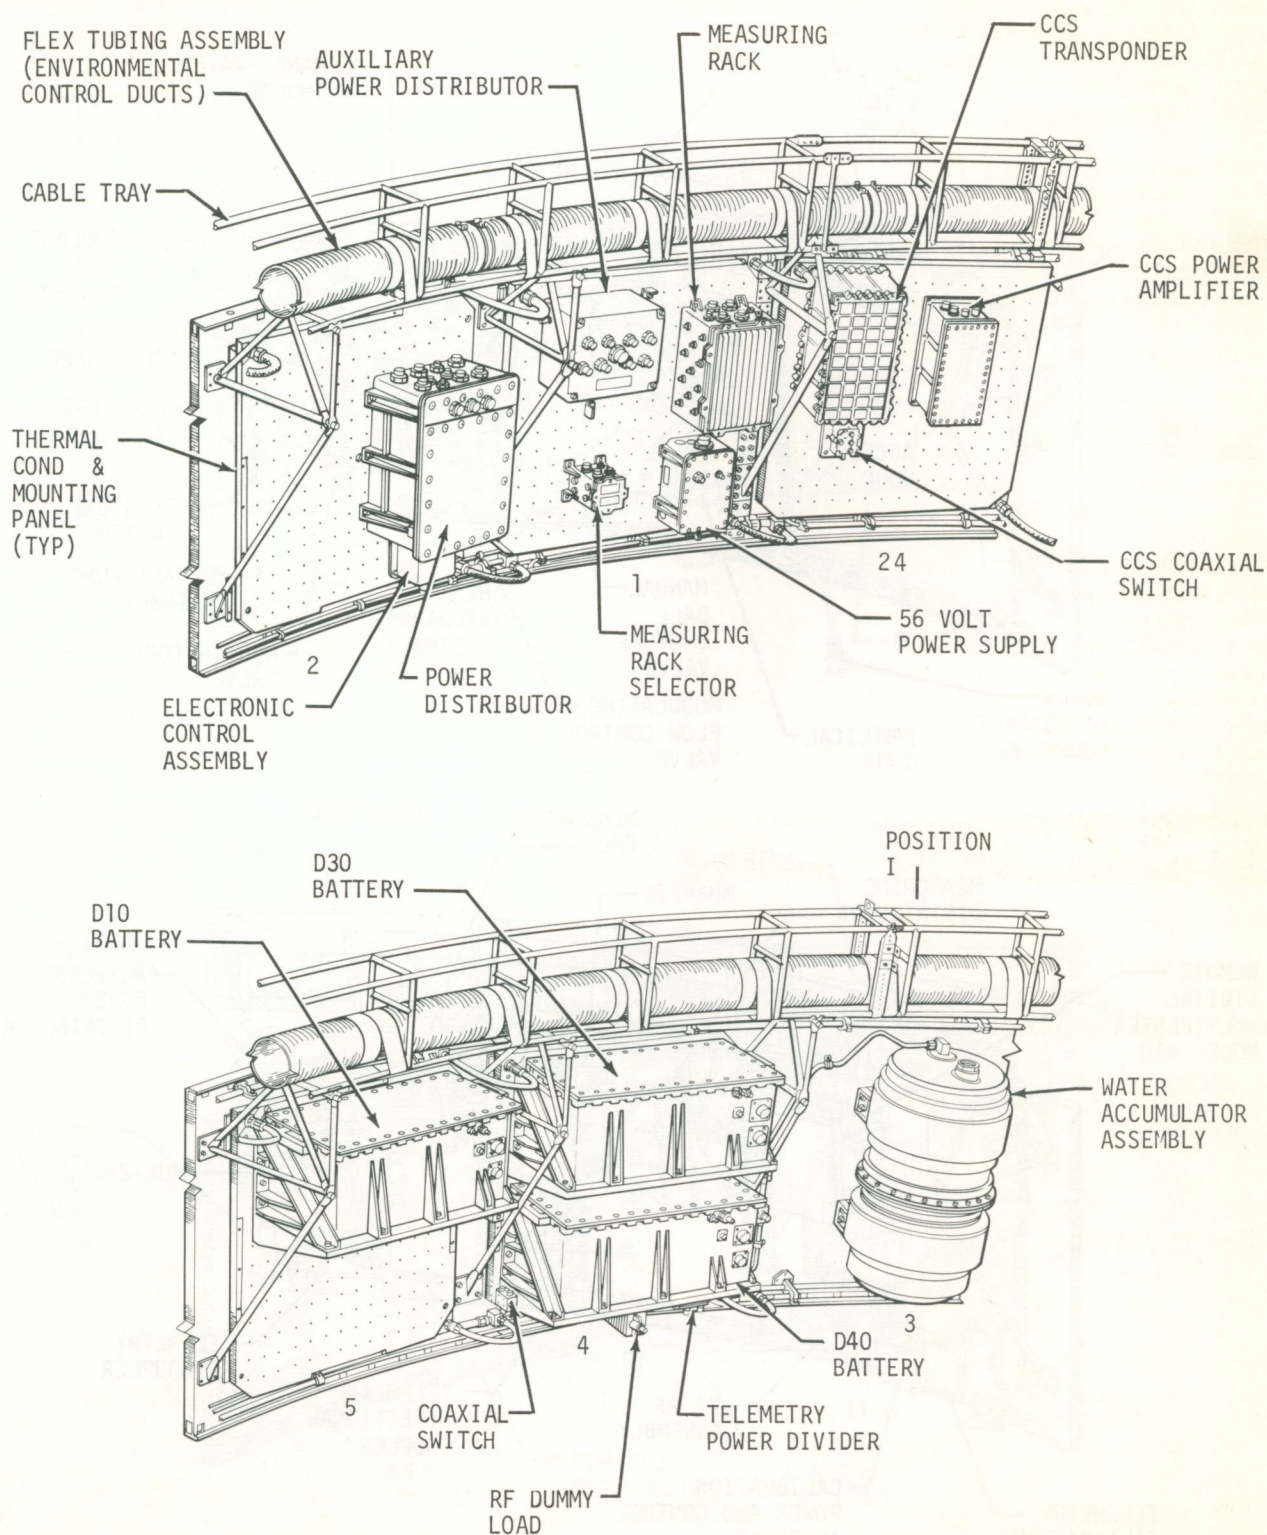 FLEX TUBING ASSEMBLY
(ENVIRONMENTAL
CONTROL DUCTS)
AUXILIARY
POWER DISTRIBUTOR
MEASURING
RACK
CCS
TRANSPONDER
CABLE TRAY
CCS POWER
AMPLIFIER
THERMAL
COND &
MOUNTING
PANEL
(TYP)
24
1
2
CCS COAXIAL
SWITCH
56 VOLT
POWER SUPPLY
MEASURING
RACK
SELECTOR
POWER
DISTRIBUTOR
ELECTRONIC
CONTROL
ASSEMBLY
POSITION
I
D30
BATTERY
D10
BATTERY
WATER
ACCUMULATOR
ASSEMBLY
3
4
5
D40
BATTERY
COAXIAL
SWITCH
TELEMETRY
POWER DIVIDER
RF DUMMY
LOAD